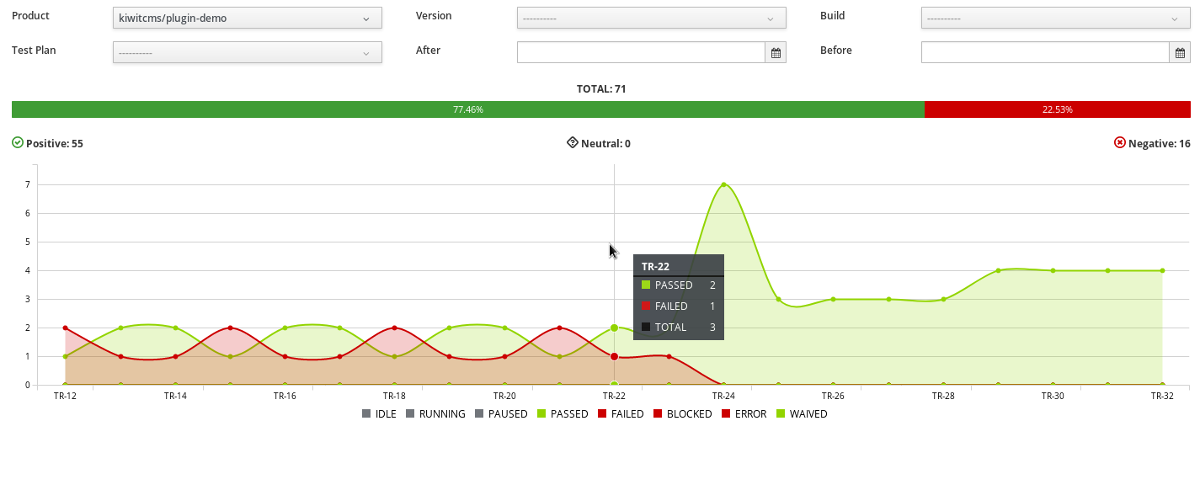 Product kiwitcms/plugin-demo Version ---------- Build ----------
Test Plan ---------- After Before
TOTAL: 71
77.46% 22.53%
Positive: 55 Neutral: 0 Negative: 16
7
6
5
4
3
2
1
0
TR-22
PASSED 2
FAILED 1
TOTAL 3
TR-12 TR-14 TR-16 TR-18 TR-20 TR-22 TR-24 TR-26 TR-28 TR-30 TR-32
IDLE RUNNING PAUSED PASSED FAILED BLOCKED ERROR WAIVED